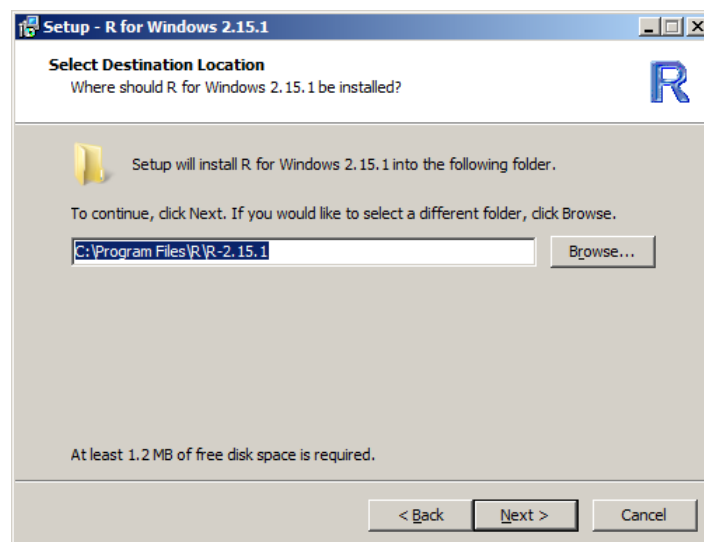 Setup - R for Windows 2.15.1
Select Destination Location
Where should R for Windows 2.15.1 be installed?
R
Setup will install R for Windows 2.15.1 into the following folder.
To continue, click Next. If you would like to select a different folder, click Browse.
C:\Program Files\R\R-2.15.1
Browse...
At least 1.2 MB of free disk space is required.
< Back
Next >
Cancel